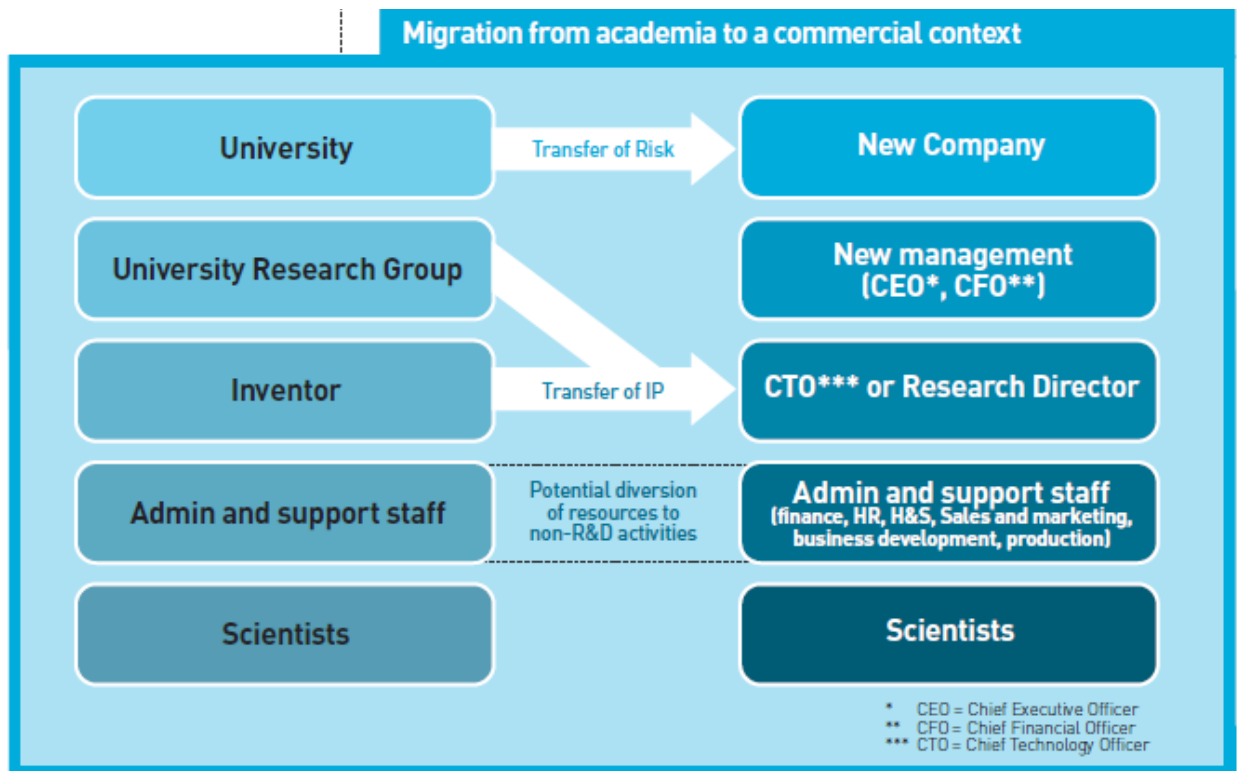 Migration from academia to a commercial context
University
Transfer of Risk
New Company
University Research Group
New management
(CEO*, CFO**)
Inventor
Transfer of IP
CTO*** or Research Director
Admin and support staff
Potential diversion
of resources to
non-R&D activities
Admin and support staff
(finance, HR, H&S, Sales and marketing,
business development, production)
Scientists
Scientists
* CEO = Chief Executive Officer
** CFO = Chief Financial Officer
*** CTO = Chief Technology Officer